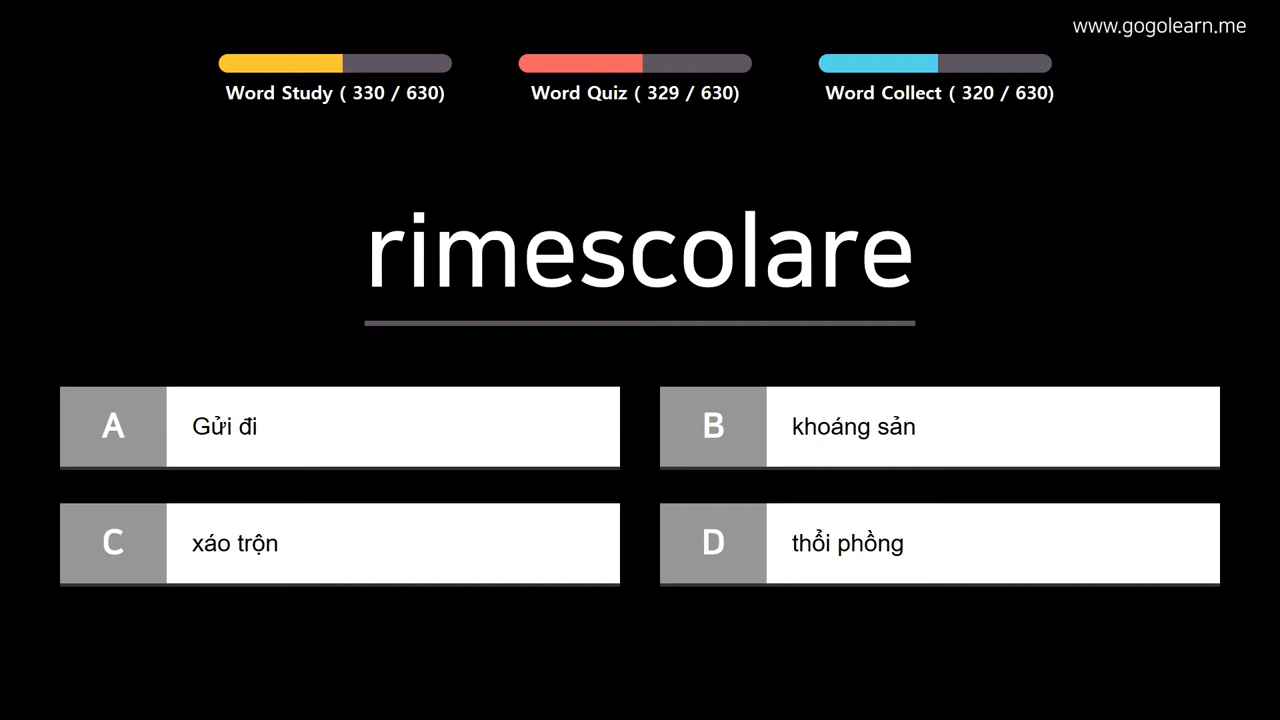 www.gogolearn.me
Word Study ( 330 / 630)
Word Quiz ( 329 / 630)
Word Collect ( 320 / 630)
rimescolare
A Gửi đi
B khoáng sản
C xáo trộn
D thổi phồng